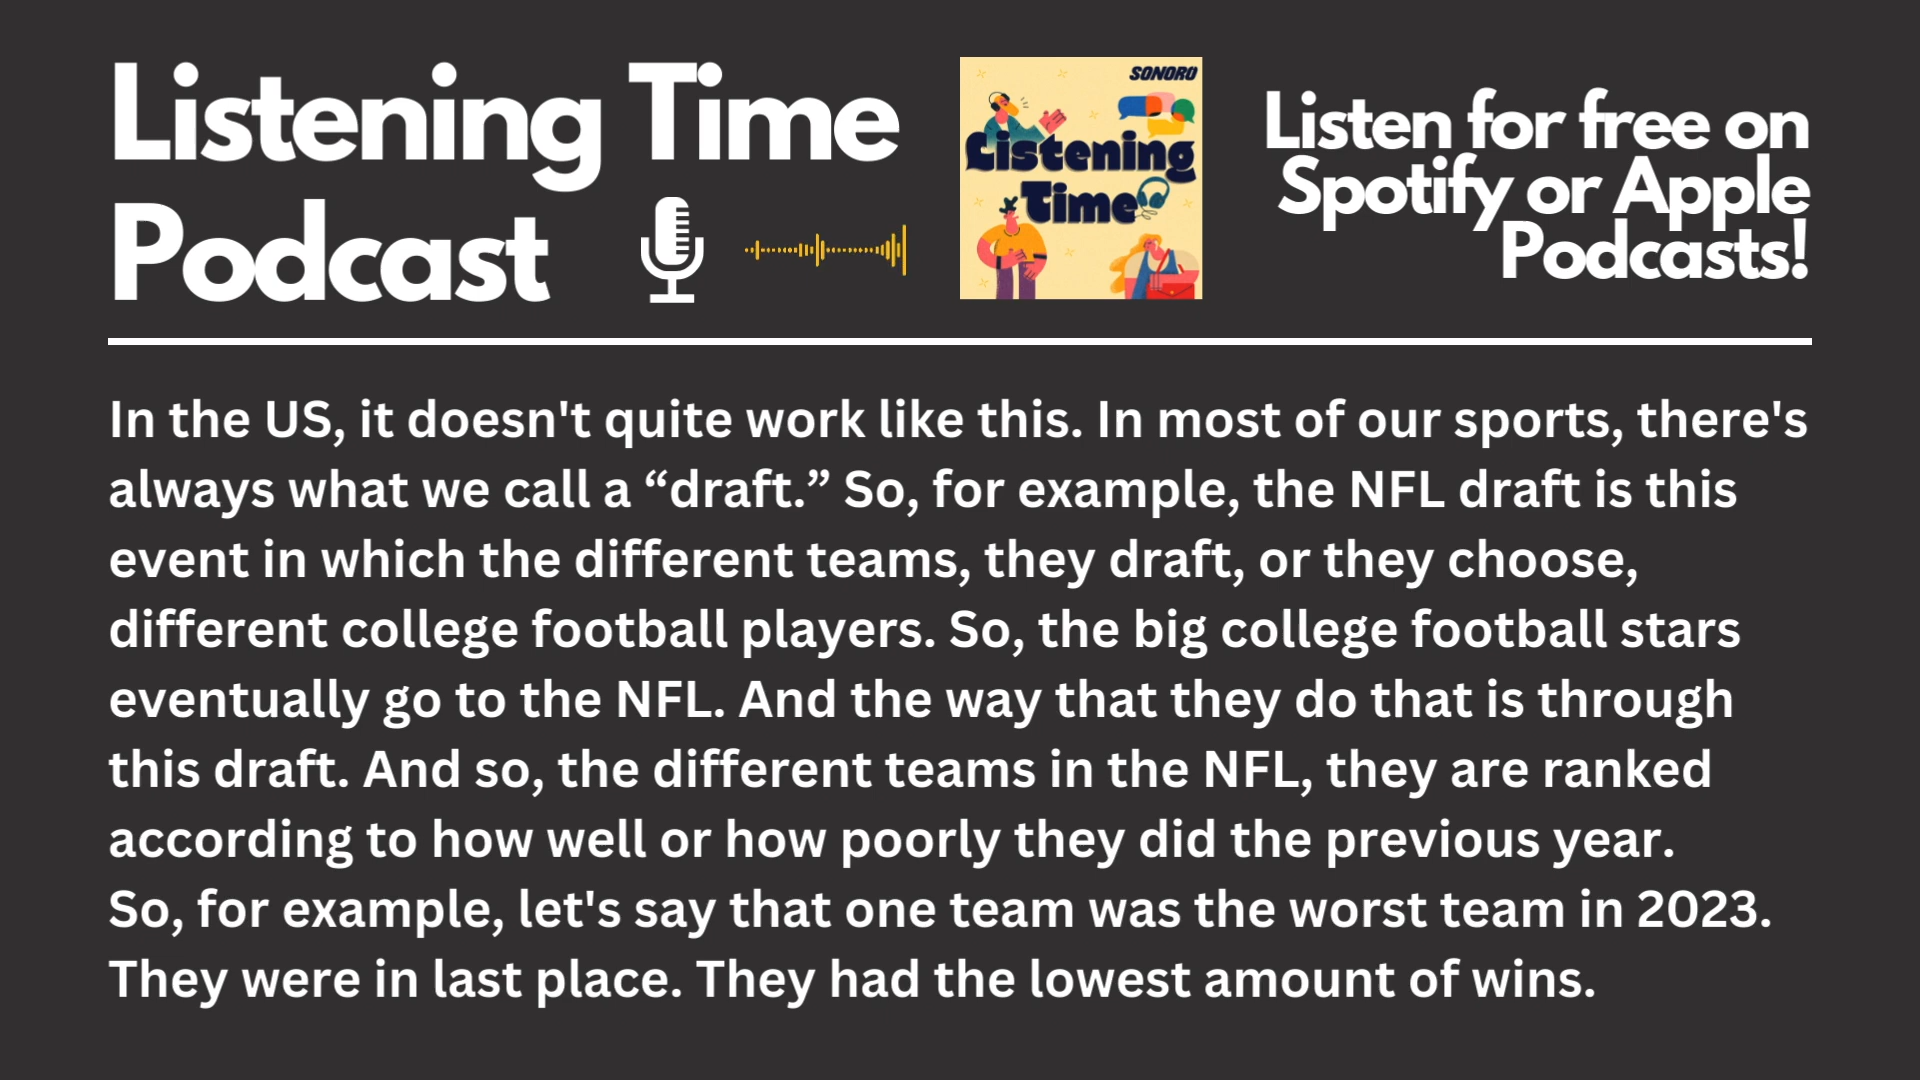 Listening Time
Podcast
SONORO
Listening
Time
Listen for free on
Spotify or Apple
Podcasts!
In the US, it doesn't quite work like this. In most of our sports, there's
always what we call a “draft.” So, for example, the NFL draft is this
event in which the different teams, they draft, or they choose,
different college football players. So, the big college football stars
eventually go to the NFL. And the way that they do that is through
this draft. And so, the different teams in the NFL, they are ranked
according to how well or how poorly they did the previous year.
So, for example, let's say that one team was the worst team in 2023.
They were in last place. They had the lowest amount of wins.